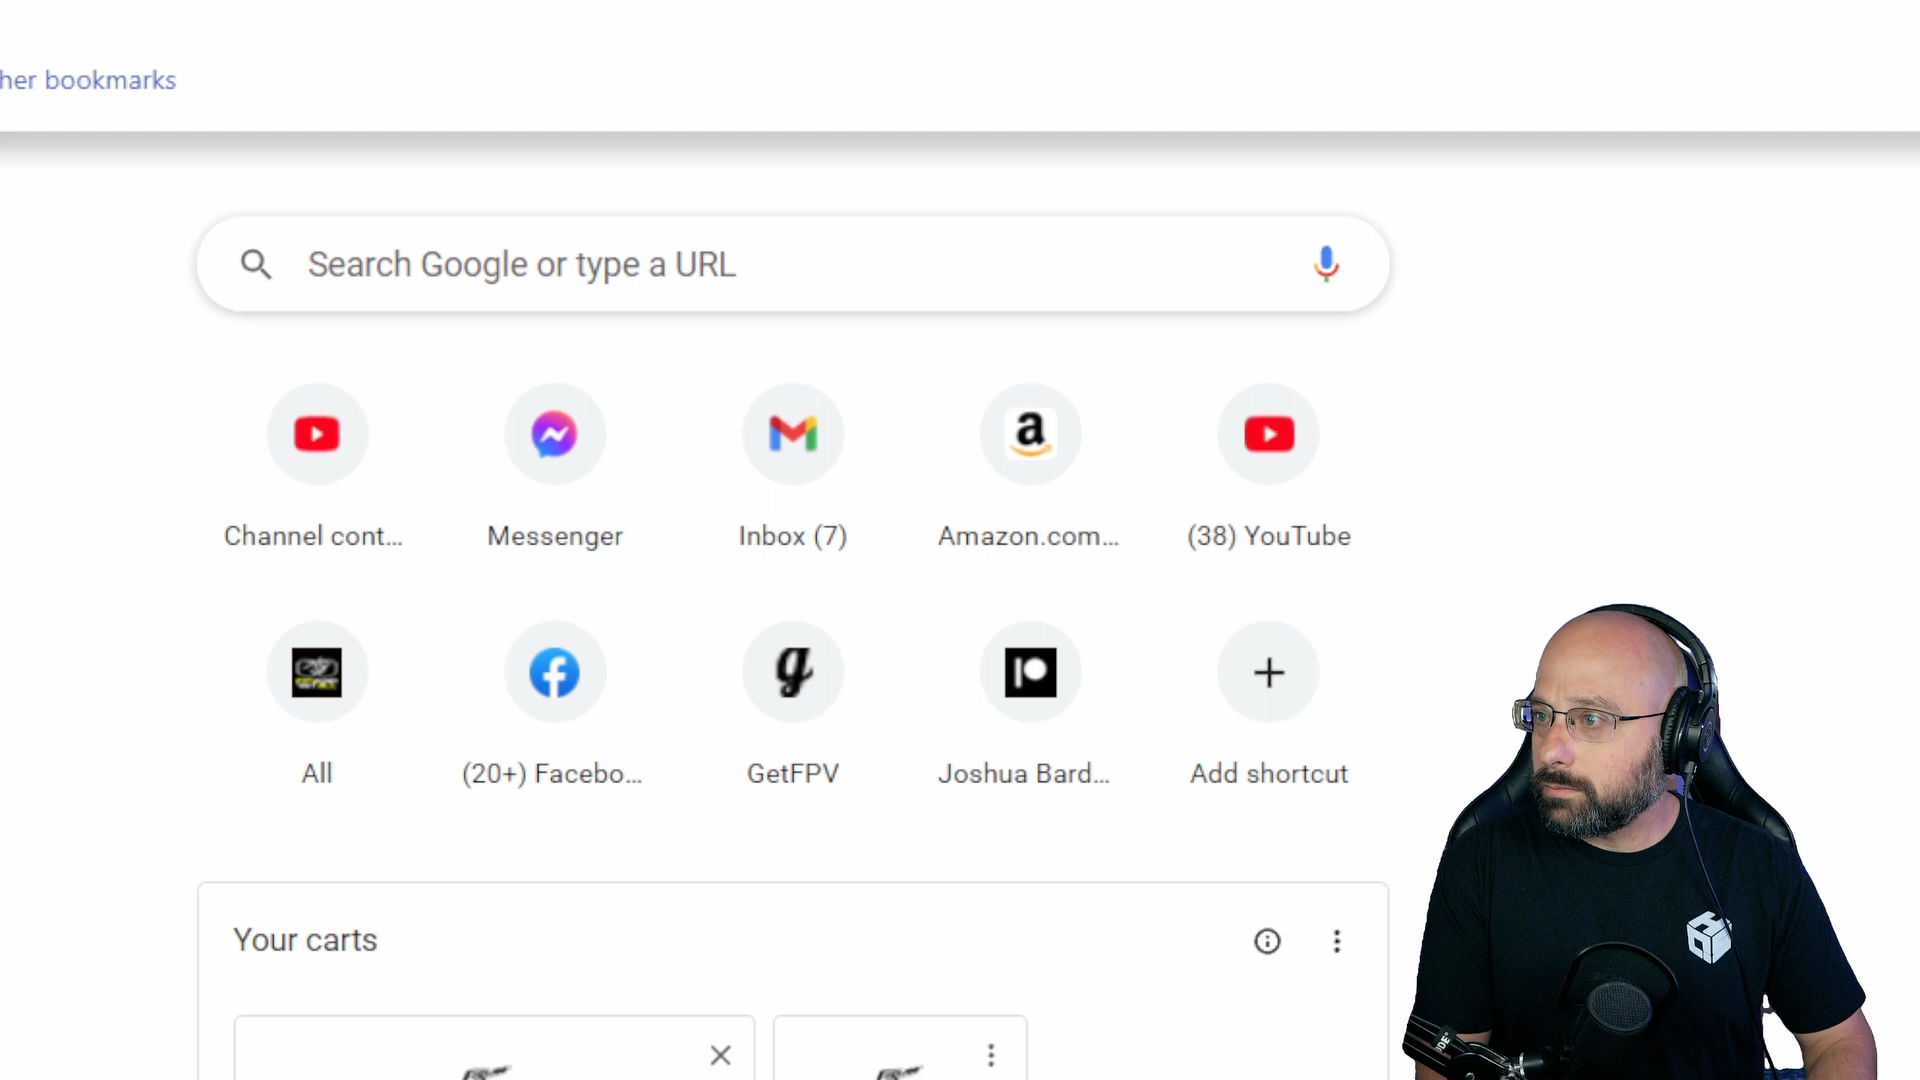 her bookmarks
Search Google or type a URL
Channel cont...
Messenger
Inbox (7)
Amazon.com...
(38) YouTube
All
(20+) Facebo...
GetFPV
Joshua Bard...
Add shortcut
Your carts